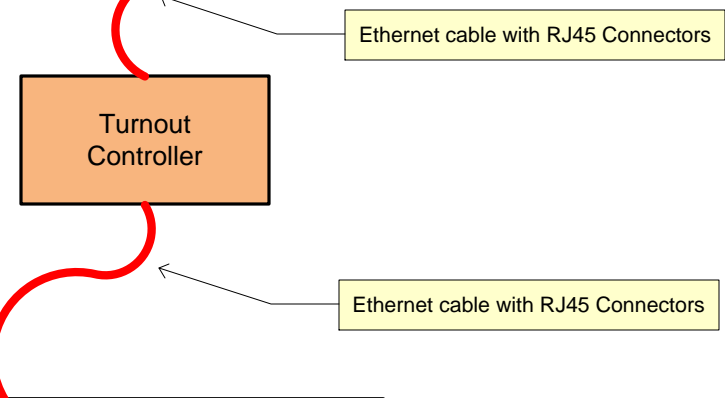 Ethernet cable with RJ45 Connectors
Turnout
Controller
Ethernet cable with RJ45 Connectors